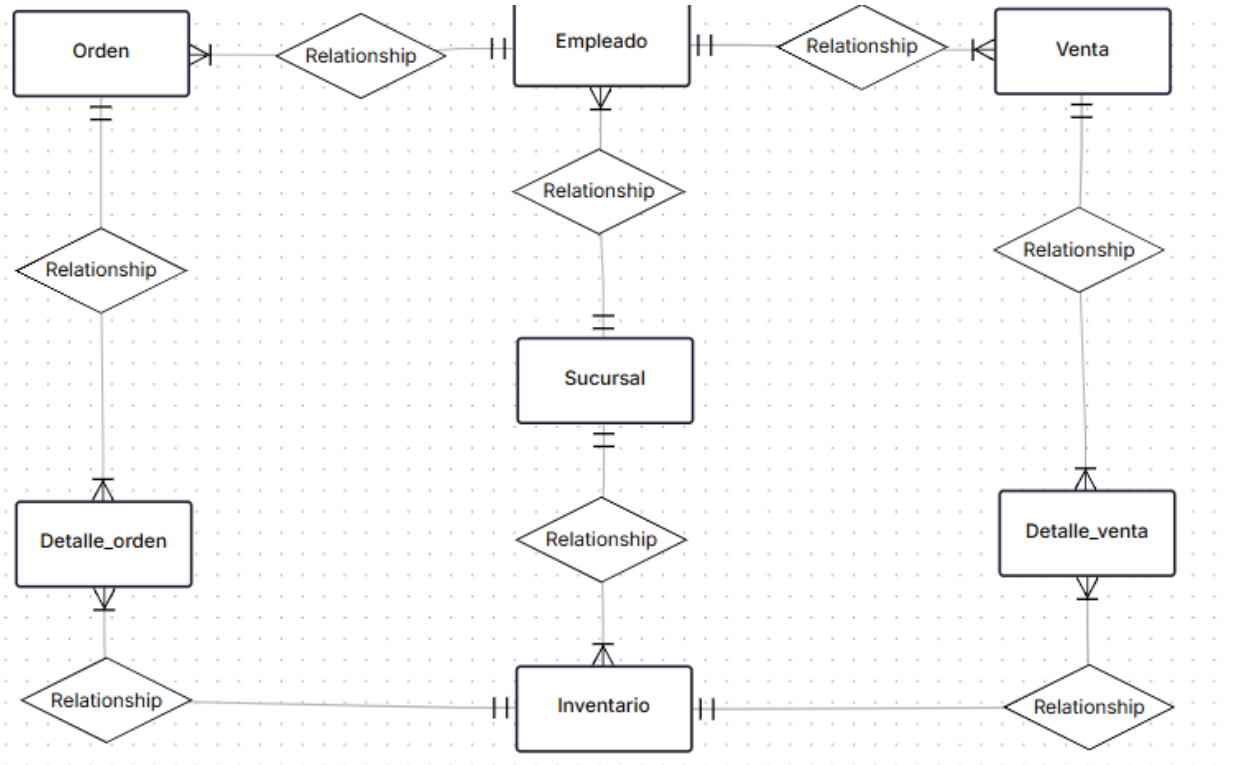 Orden
Relationship
Empleado
Relationship
Venta
Relationship
Relationship
Relationship
Sucursal
Detalle_orden
Relationship
Detalle_venta
Relationship
Inventario
Relationship